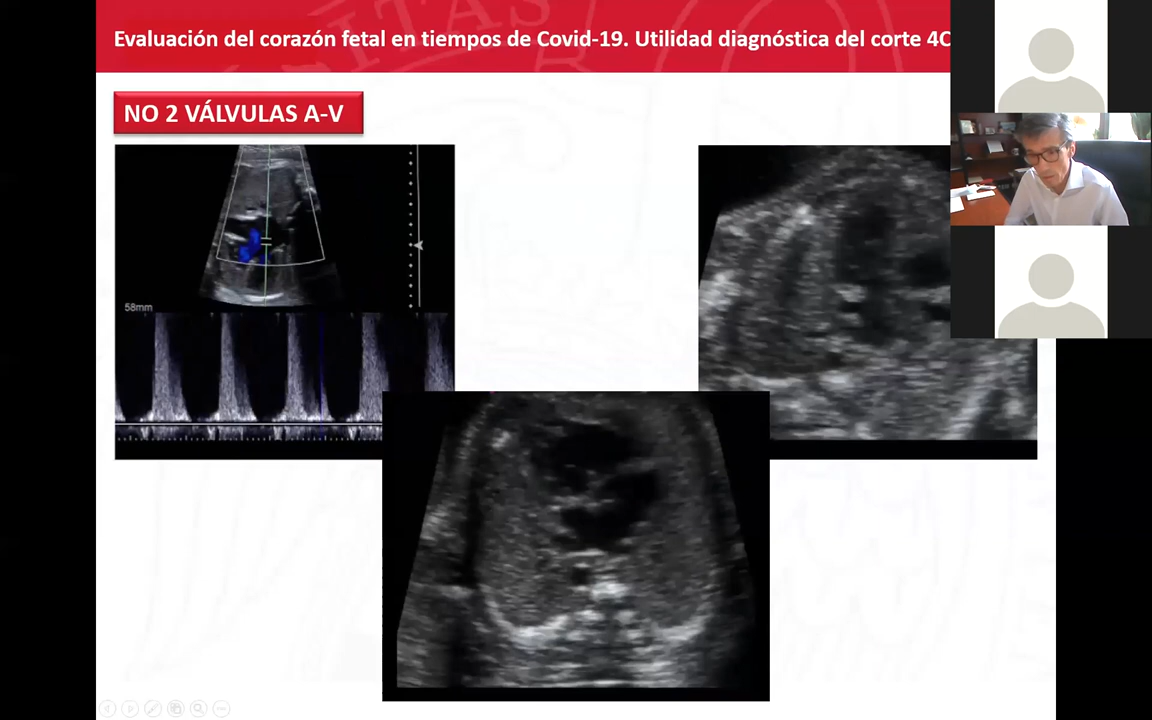 Evaluación del corazón fetal en tiempos de Covid-19. Utilidad diagnóstica del corte 4C
NO 2 VÁLVULAS A-V
58mm